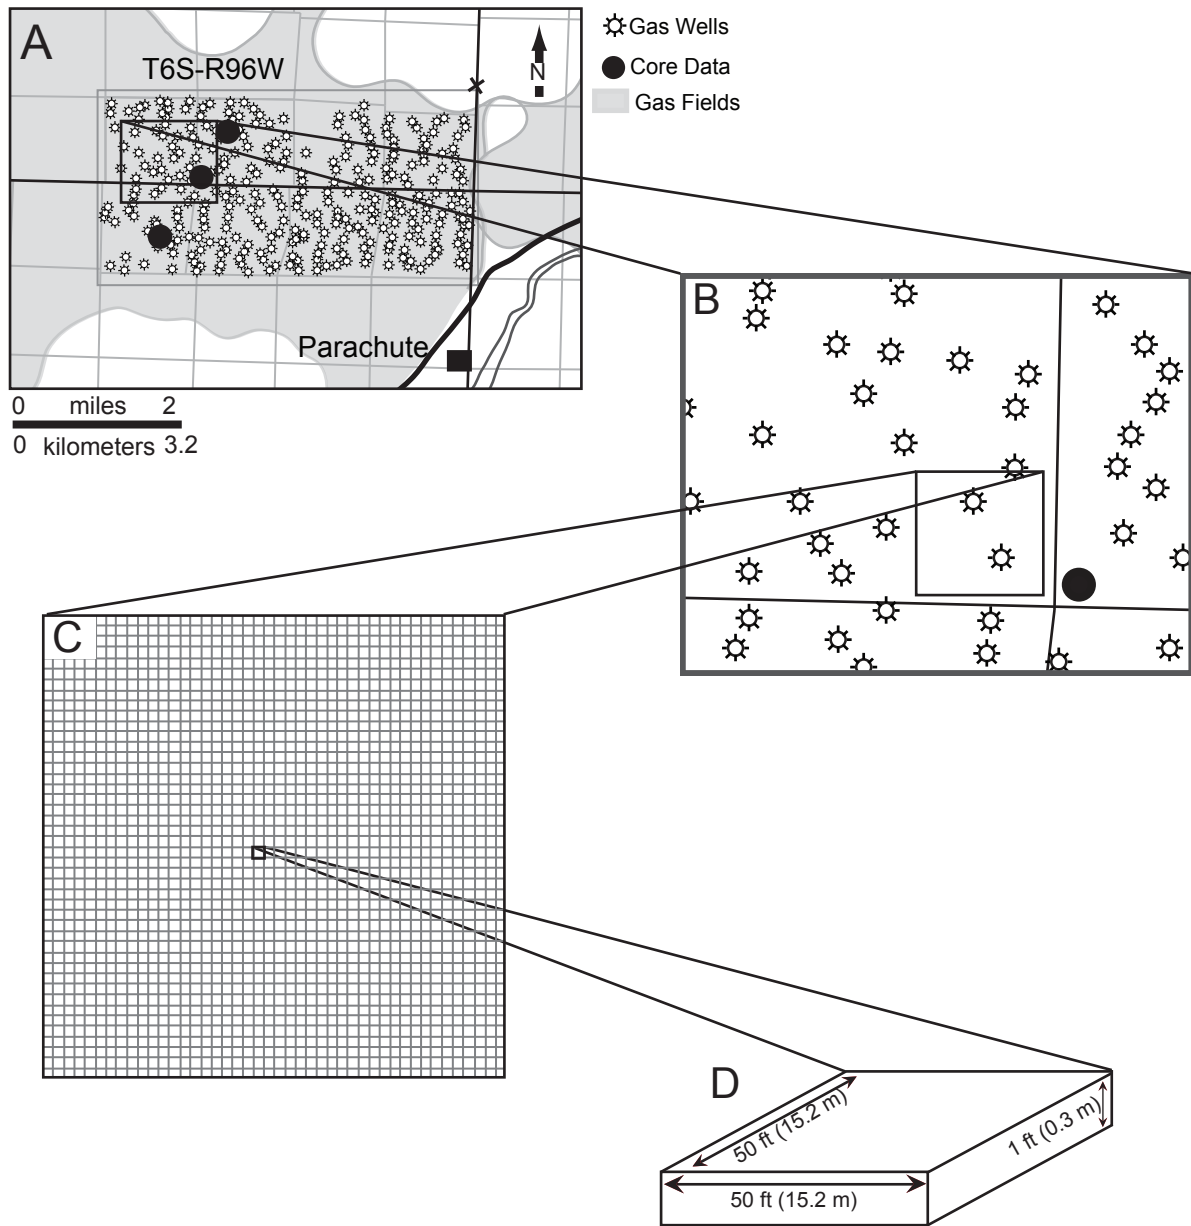 A
T6S-R96W
N
Parachute
0 miles 2
0 kilometers 3.2
Gas Wells
Core Data
Gas Fields
B
C
D
50 ft (15.2 m)
1 ft (0.3 m)
50 ft (15.2 m)